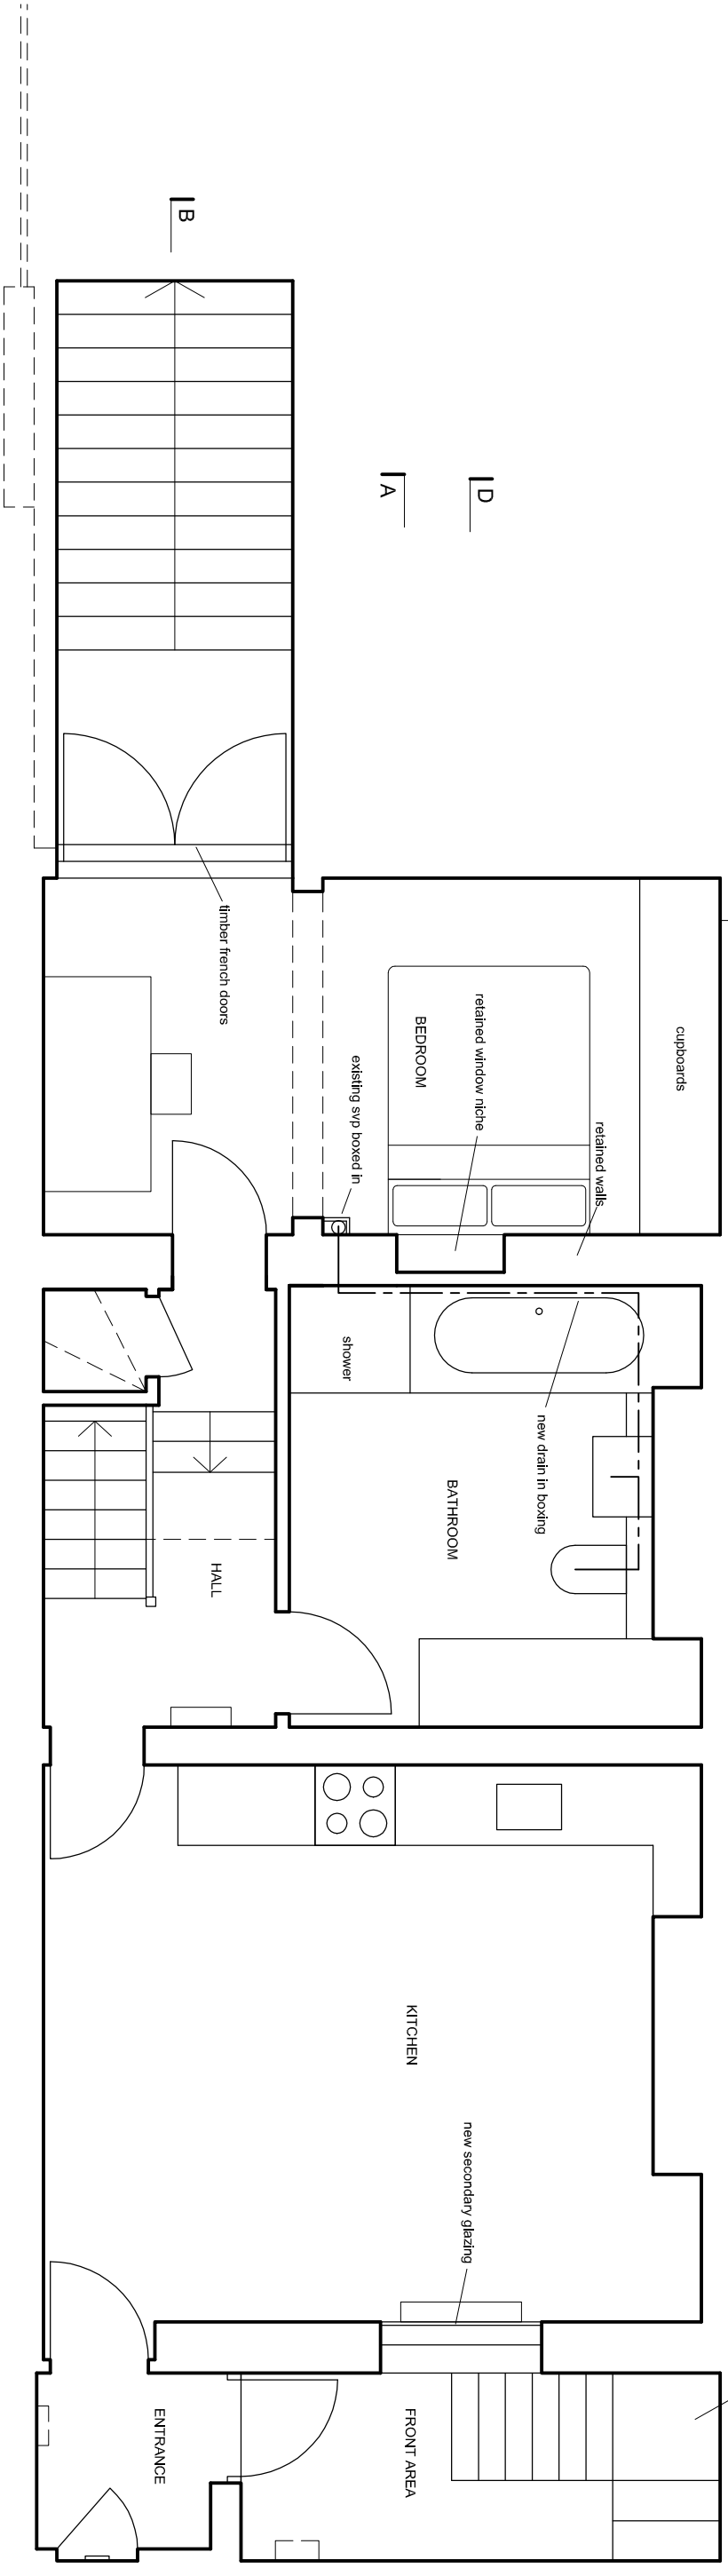 B
A
D
timber french doors
BEDROOM
retained window niche
cupboards
existing svp boxed in
retained walls
shower
new drain in boxing
BATHROOM
HALL
KITCHEN
new secondary glazing
ENTRANCE
FRONT AREA